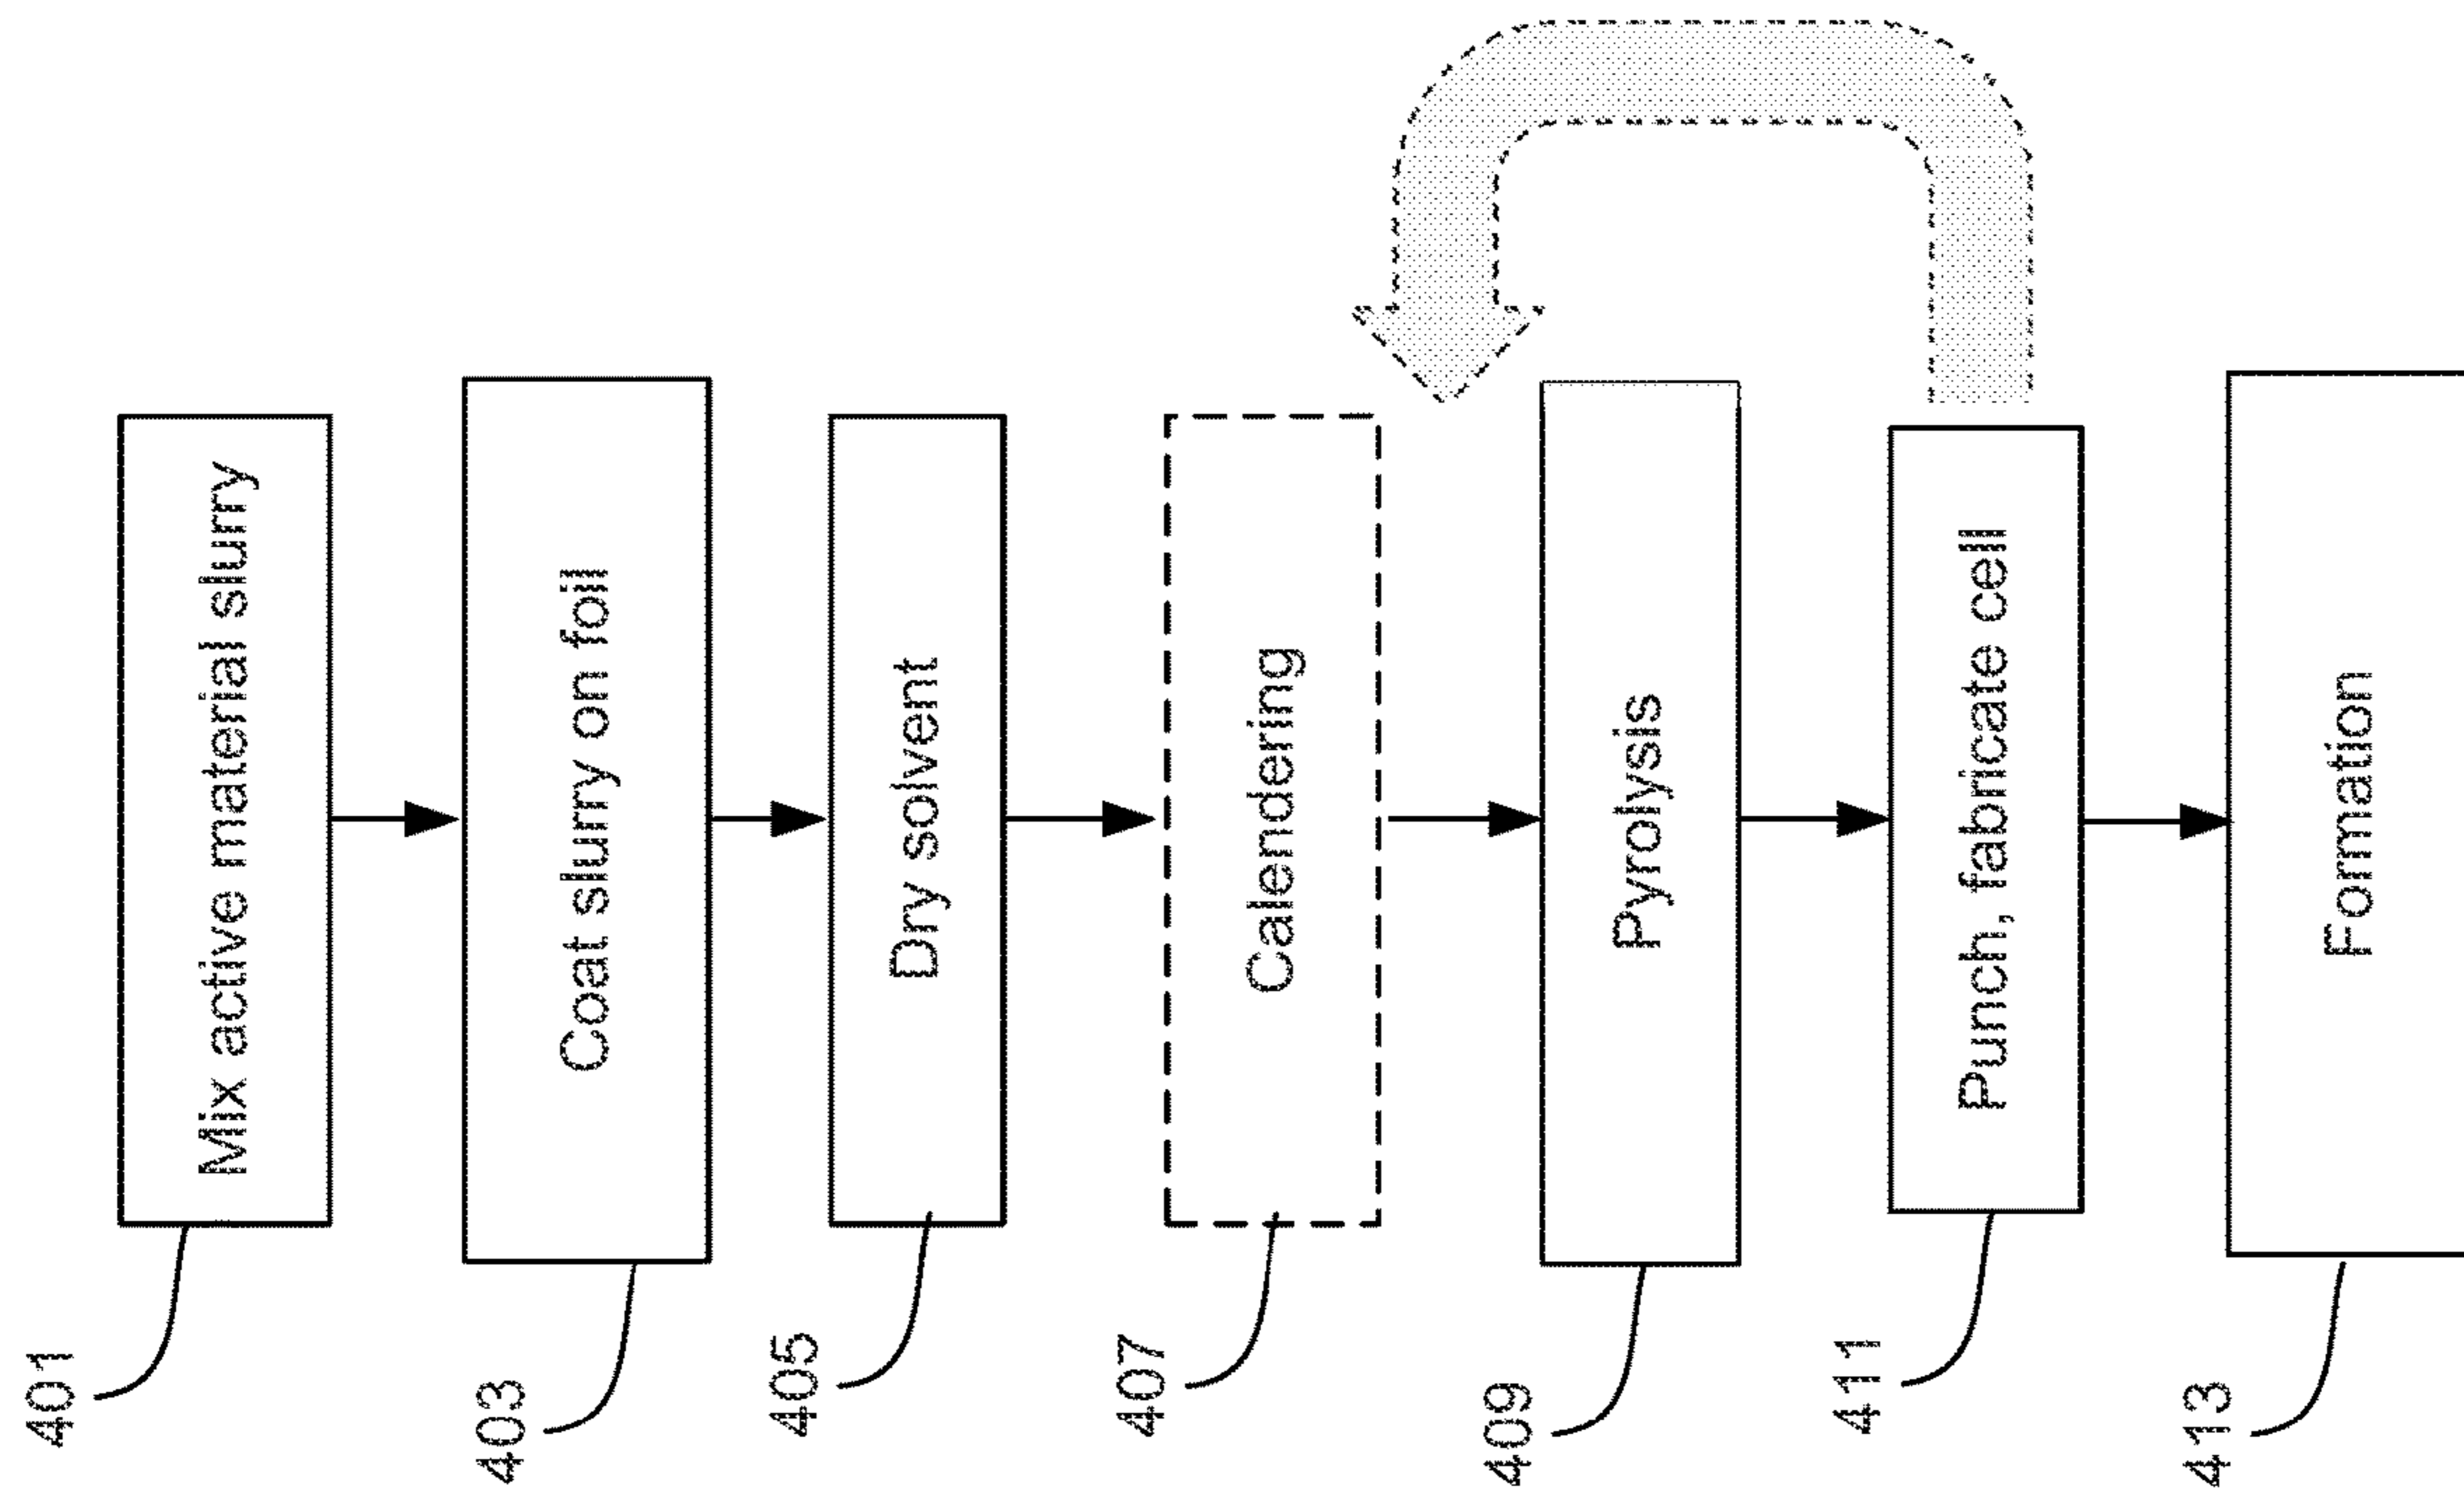 401
Mix active material slurry
403
Coat slurry on foil
405
Dry solvent
407
Calendering
409
Pyrolysis
411
Punch, fabricate cell
413
Formation